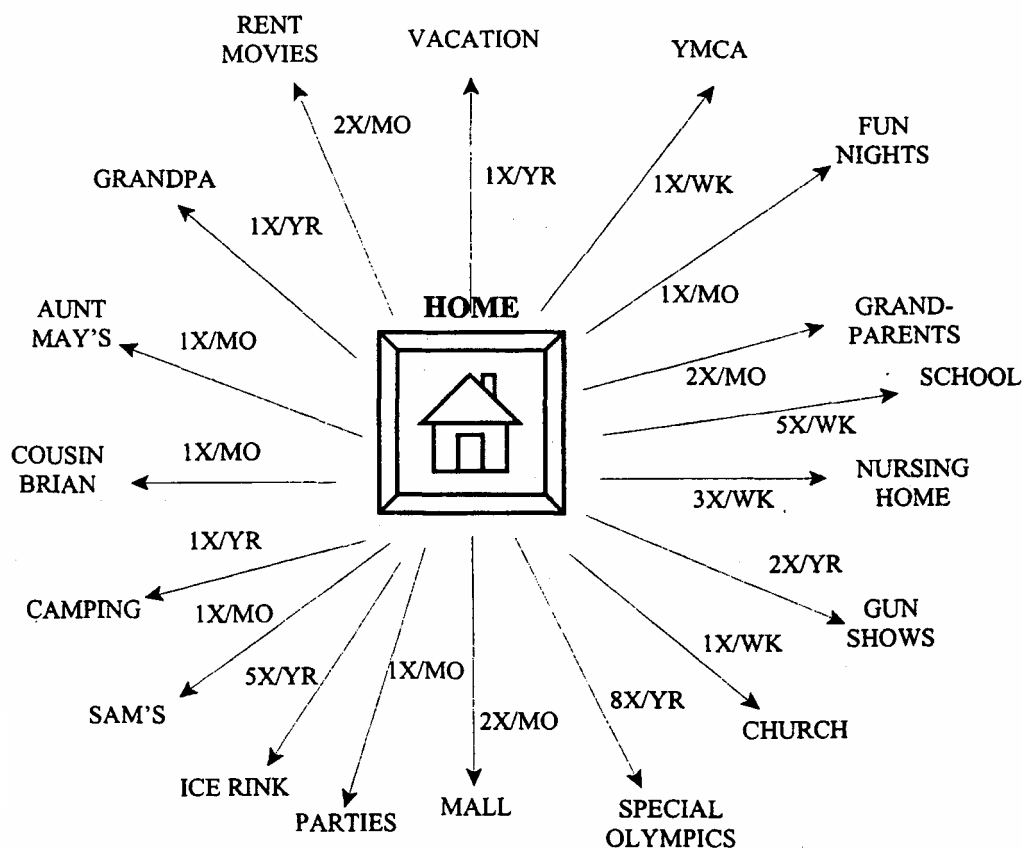 RENT
MOVIES
VACATION
YMCA
2X/MO
FUN
NIGHTS
GRANDPA
1X/YR
1X/WK
1X/YR
HOME
1X/MO
AUNT
MAY'S
1X/MO
GRAND-
PARENTS
2X/MO
SCHOOL
5X/WK
COUSIN
BRIAN
1X/MO
NURSING
HOME
3X/WK
1X/YR
2X/YR
CAMPING
1X/MO
GUN
SHOWS
1X/WK
5X/YR
1X/MO
8X/YR
SAM'S
2X/MO
CHURCH
ICE RINK
PARTIES
MALL
SPECIAL
OLYMPICS